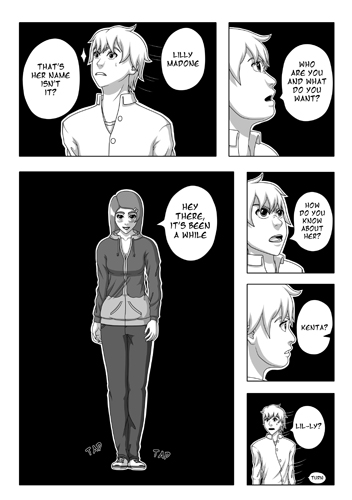 WHO
ARE YOU
AND WHAT
DO YOU
WANT?
LILLY
MADONE
THAT'S
HER NAME
ISN'T
IT?
HOW
DO YOU
KNOW
ABOUT
HER?
KENTA?
LIL-LY?
TURN
HEY
THERE,
IT'S BEEN
A WHILE
TAP
TAP